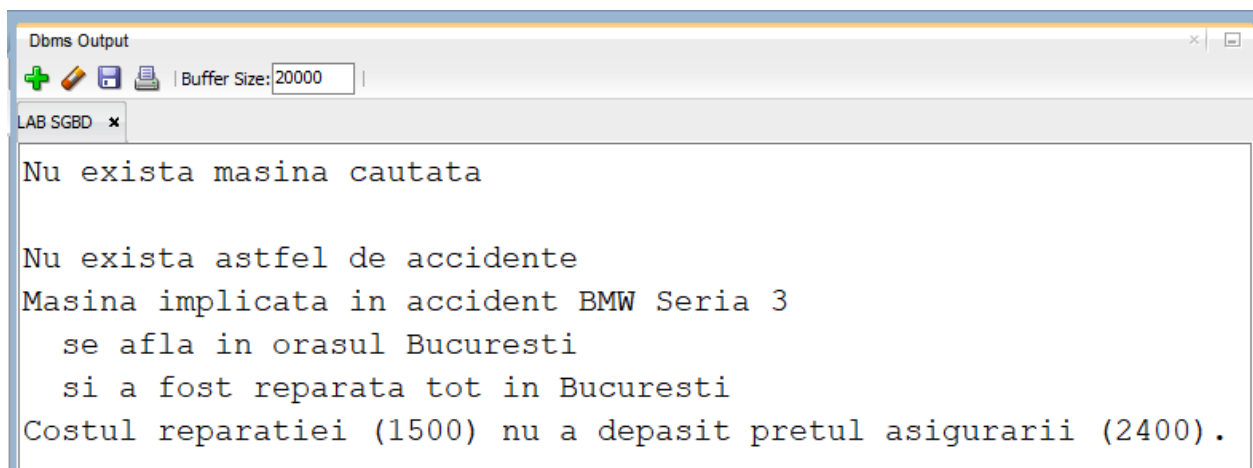 Dbms Output
Buffer Size: 20000
LAB SGBD
Nu exista masina cautata
Nu exista astfel de accidente
Masina implicata in accident BMW Seria 3
se afla in orasul Bucuresti
si a fost reparata tot in Bucuresti
Costul reparatiei (1500) nu a depasit pretul asigurarii (2400).